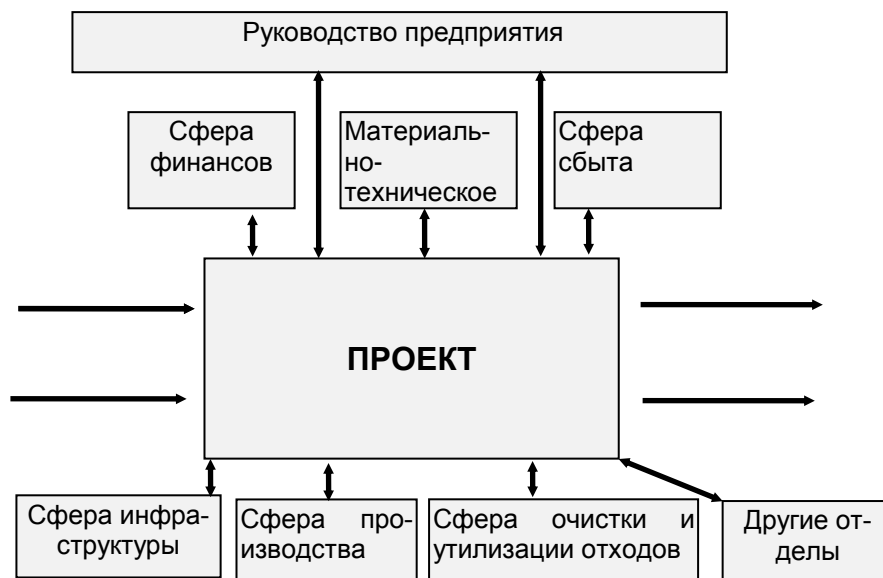 Руководство предприятия
Сфера
финансов
Материаль-
но-
техническое
Сфера
сбыта
ПРОЕКТ
Сфера инфра-
структуры
Сфера про-
изводства
Сфера очистки и
утилизации отходов
Другие от-
делы